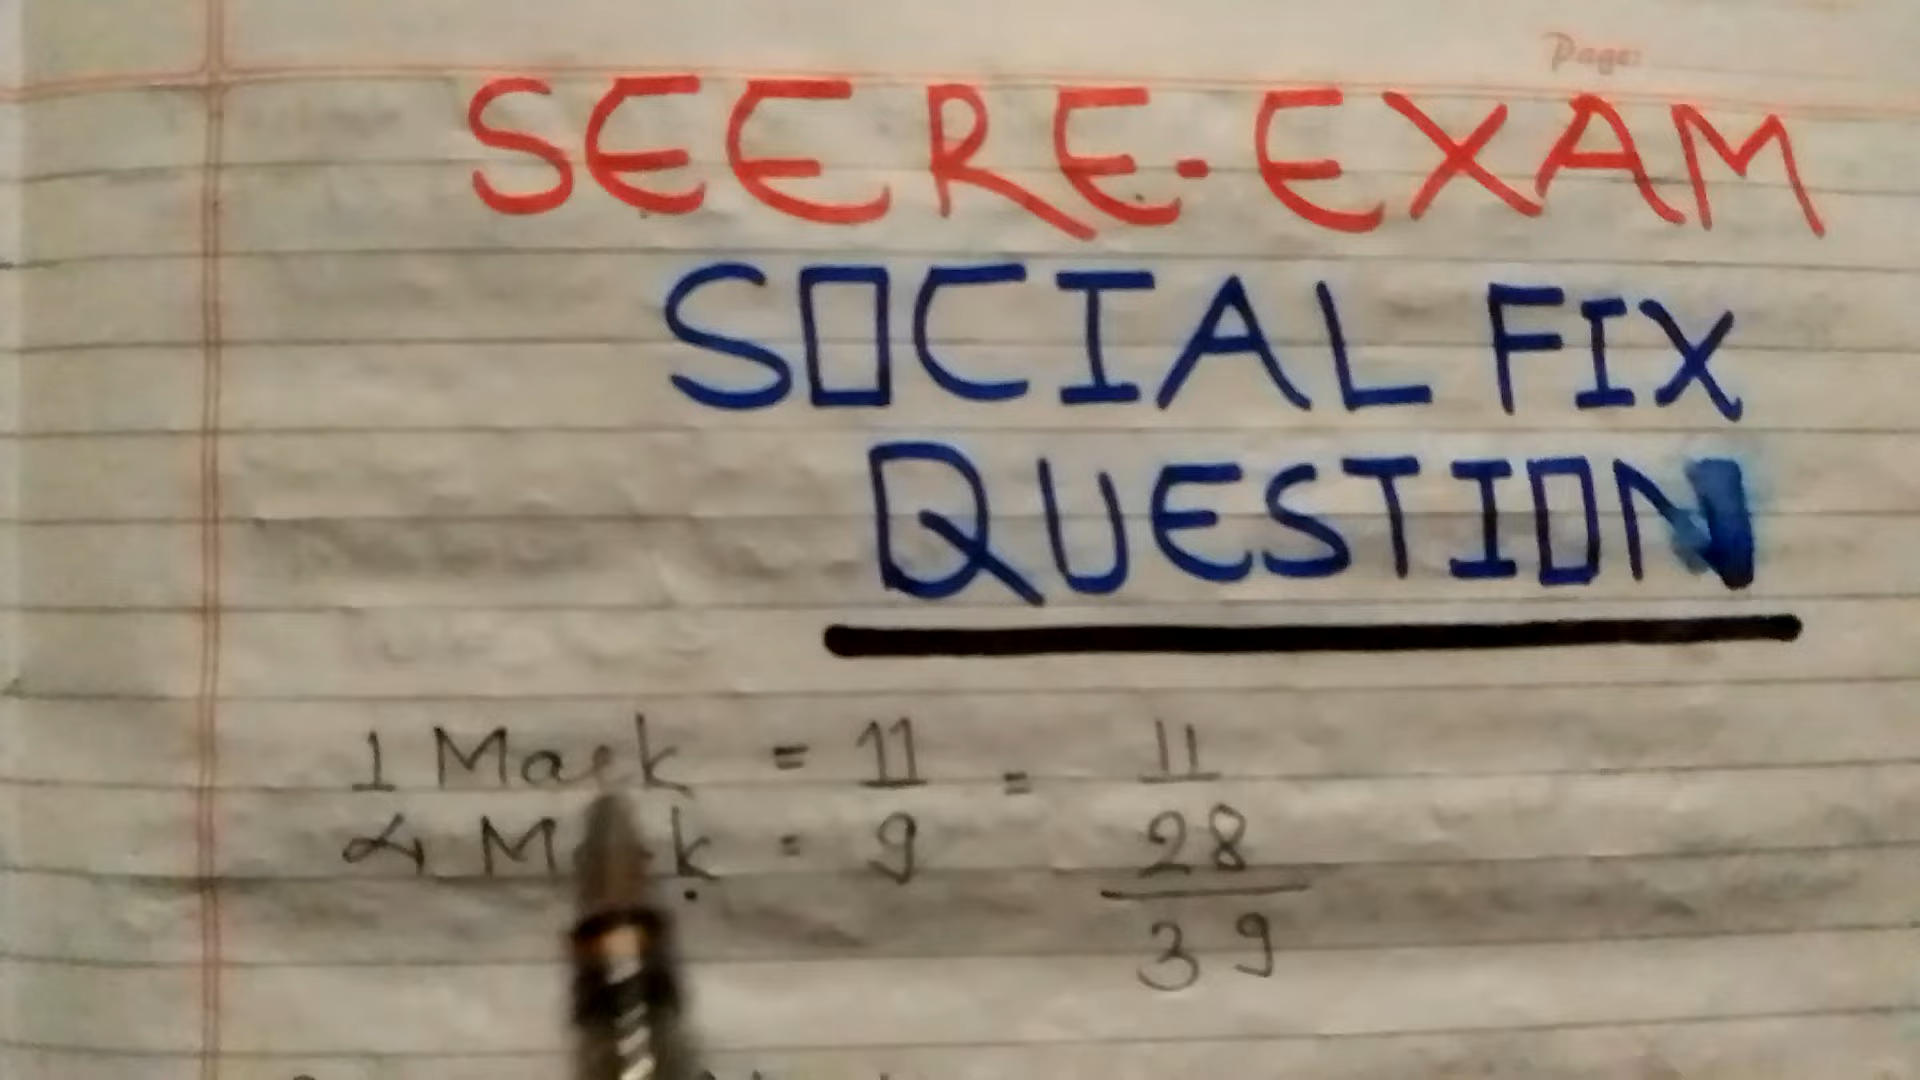 Page:
SEE RE-EXAM
SOCIAL FIX
QUESTION
1 Mark = 11 = 11
4 Mark = 9 28
39